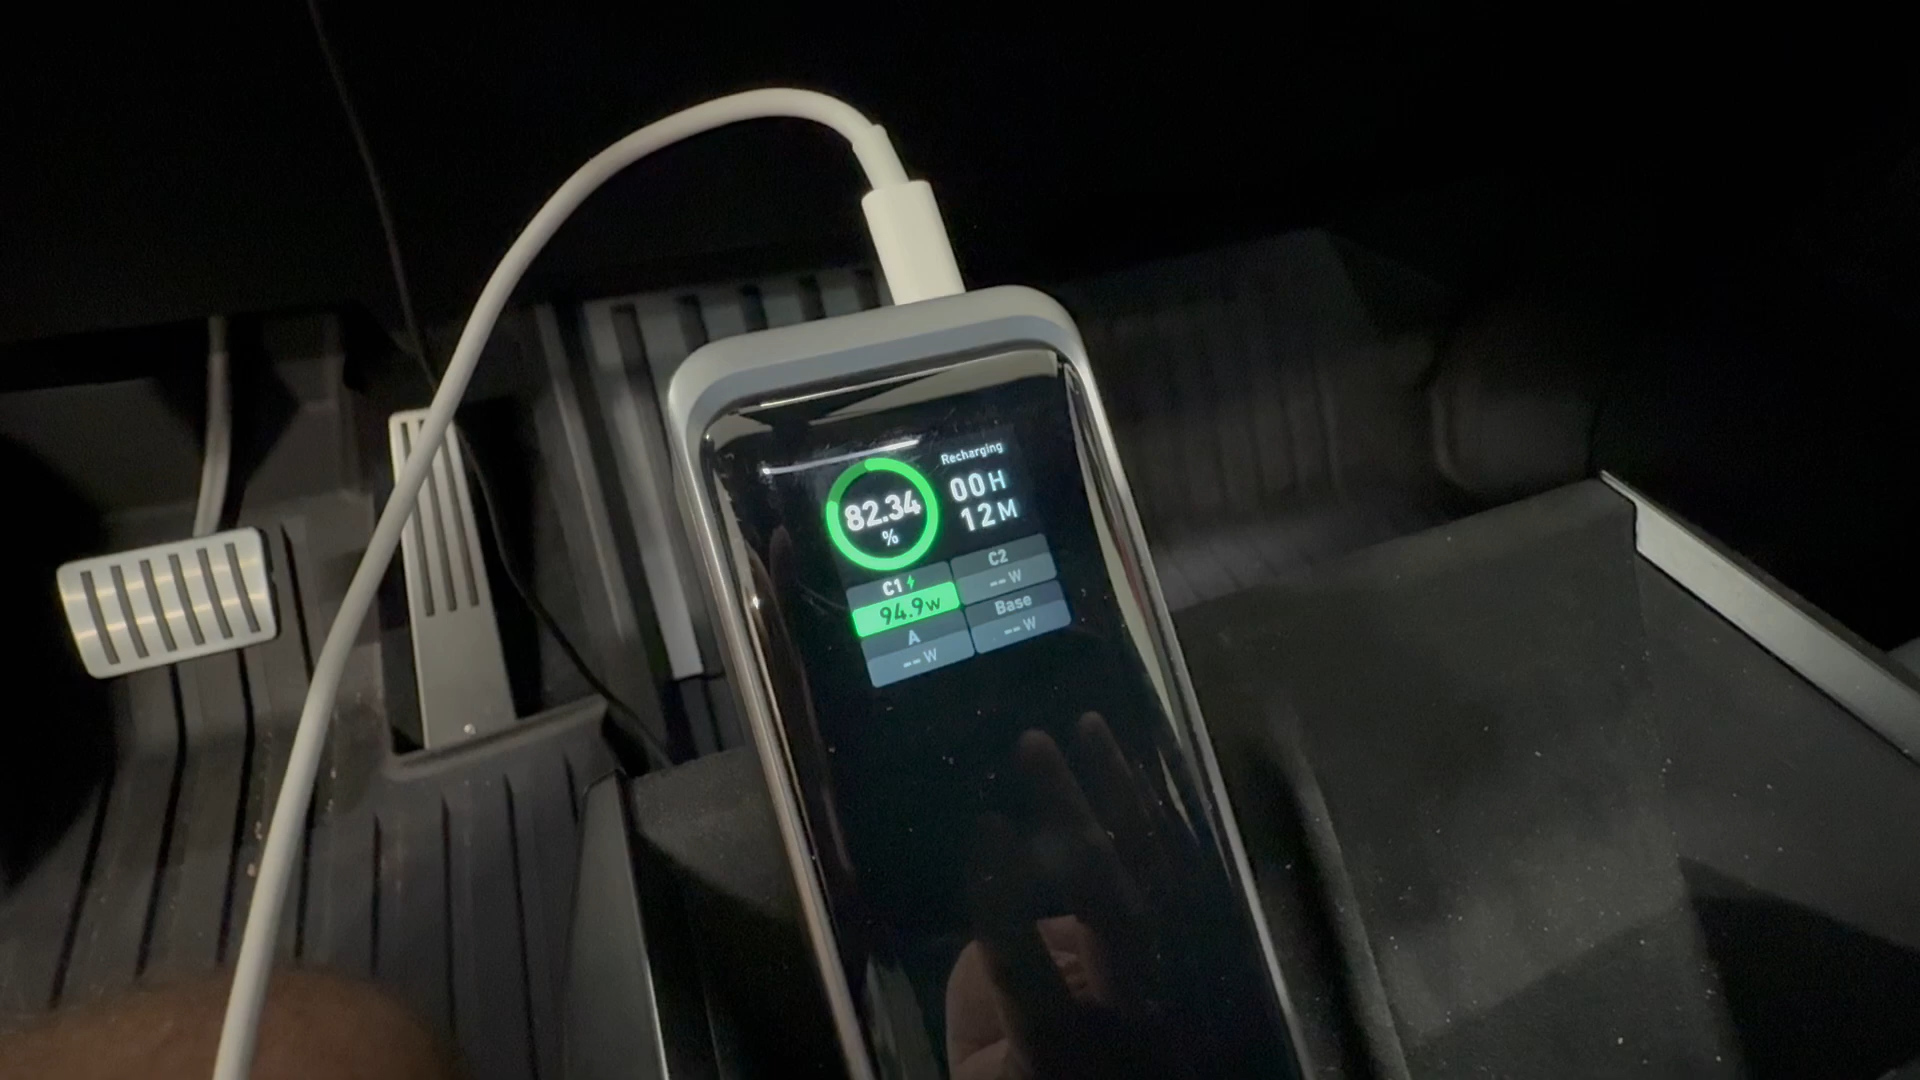 82.34
%
Recharging
00H
12M
C1
94.9W
C2
--W
A
--W
Base
--W